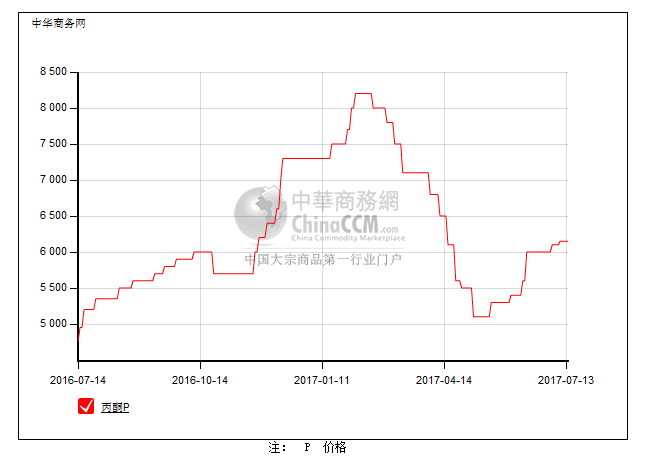 中华商务网
8 500
8 000
7 500
7 000
6 500
6 000
5 500
5 000
中華商務網
ChinaCCM.com
China Commodity Marketplace
中国大宗商品第一行业门户
2016-07-14 2016-10-14 2017-01-11 2017-04-14 2017-07-13
丙酮P
注： P 价格